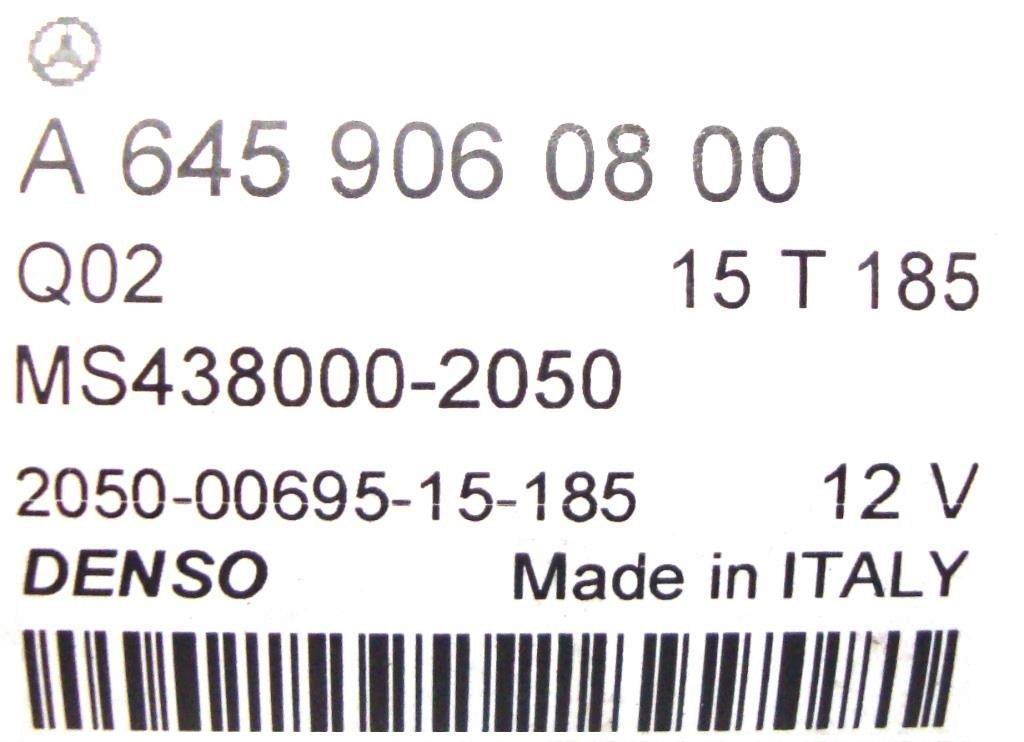 A 645 906 08 00
Q02 15 T 185
MS438000-2050
2050-00695-15-185 12 V
DENSO Made in ITALY